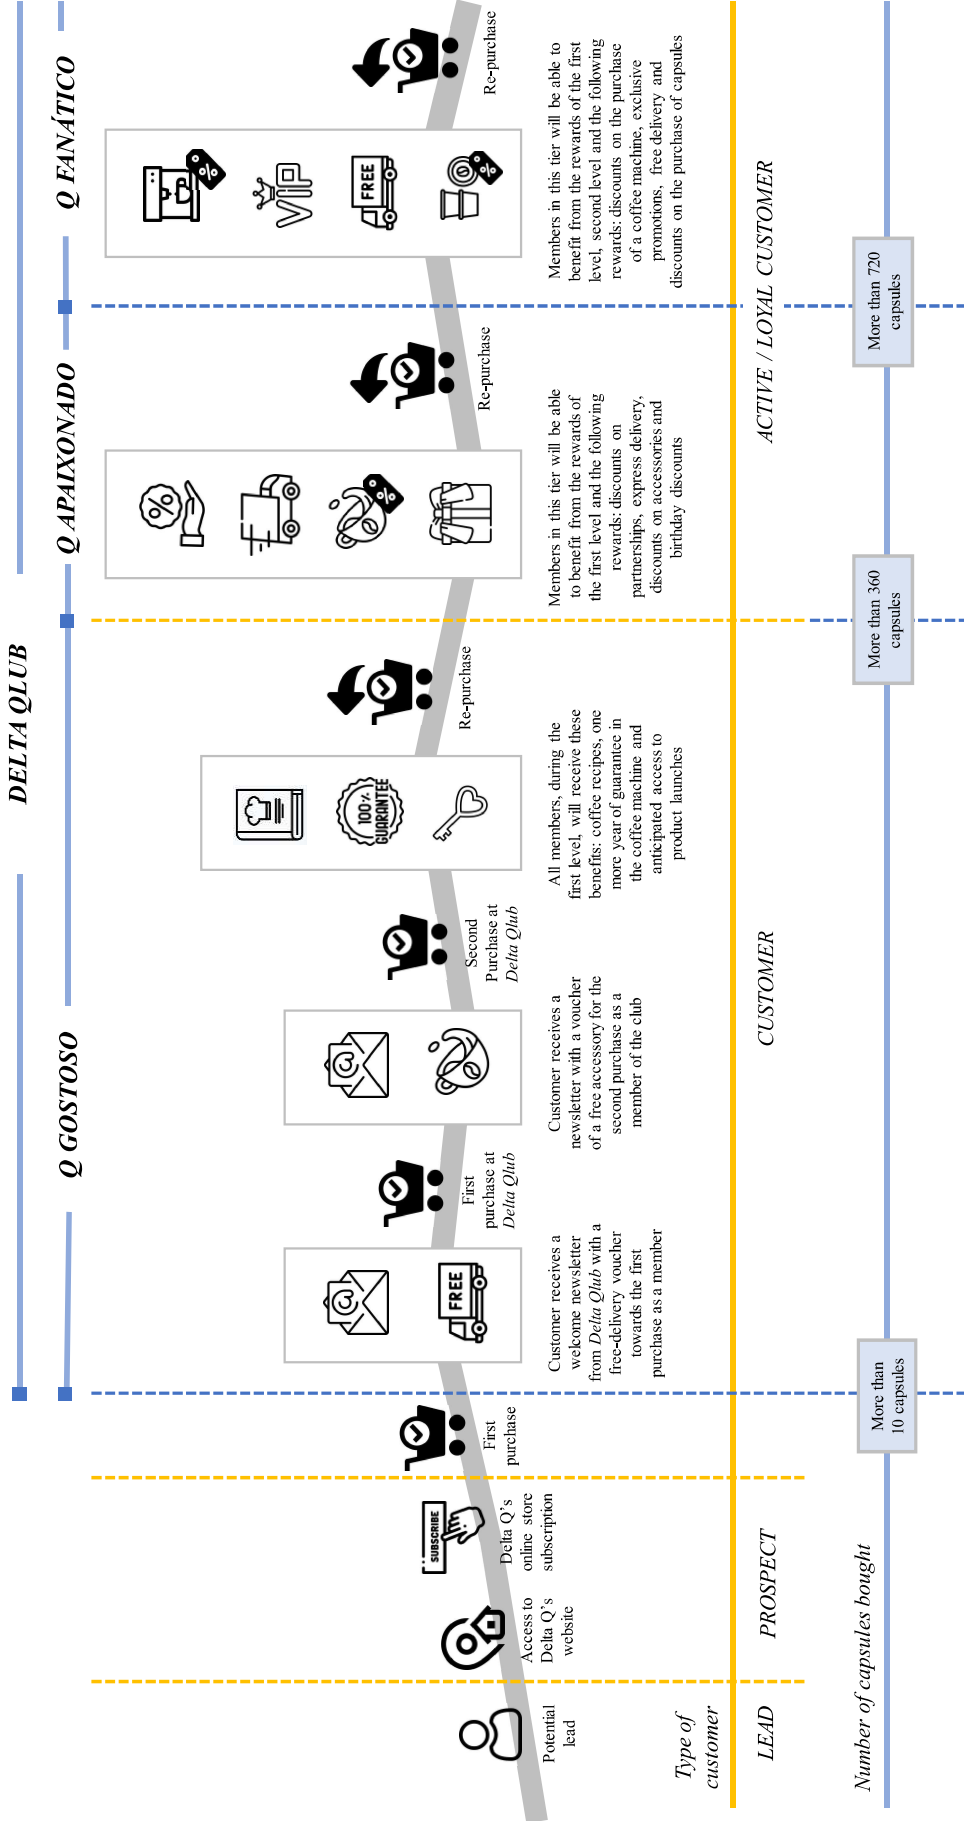 DELTA QLUB
Q GOSTOSO
Q APAIXONADO
Q FANÁTICO
Potential
lead
Access to
Delta Q's
website
SUBSCRIBE
Delta Q's
online store
subscription
First
purchase
FREE
Customer receives a
welcome newsletter
from Delta Qlub with a
free-delivery voucher
towards the first
purchase as a member
First
purchase at
Delta Qlub
Customer receives a
newsletter with a voucher
of a free accessory for the
second purchase as a
member of the club
Second
Purchase at
Delta Qlub
100%
GUARANTEE
All members, during the
first level, will receive these
benefits: coffee recipes, one
more year of guarantee in
the coffee machine and
anticipated access to
product launches
Re-purchase
%
%
Members in this tier will be able
to benefit from the rewards of
the first level and the following
rewards: discounts on
partnerships, express delivery,
discounts on accessories and
birthday discounts
Re-purchase
%
VIP
FREE
%
Members in this tier will be able to
benefit from the rewards of the first
level, second level and the following
rewards: discounts on the purchase
of a coffee machine, exclusive
promotions, free delivery and
discounts on the purchase of capsules
Re-purchase
Type of
customer
LEAD
PROSPECT
CUSTOMER
ACTIVE / LOYAL CUSTOMER
Number of capsules bought
More than
10 capsules
More than 360
capsules
More than 720
capsules